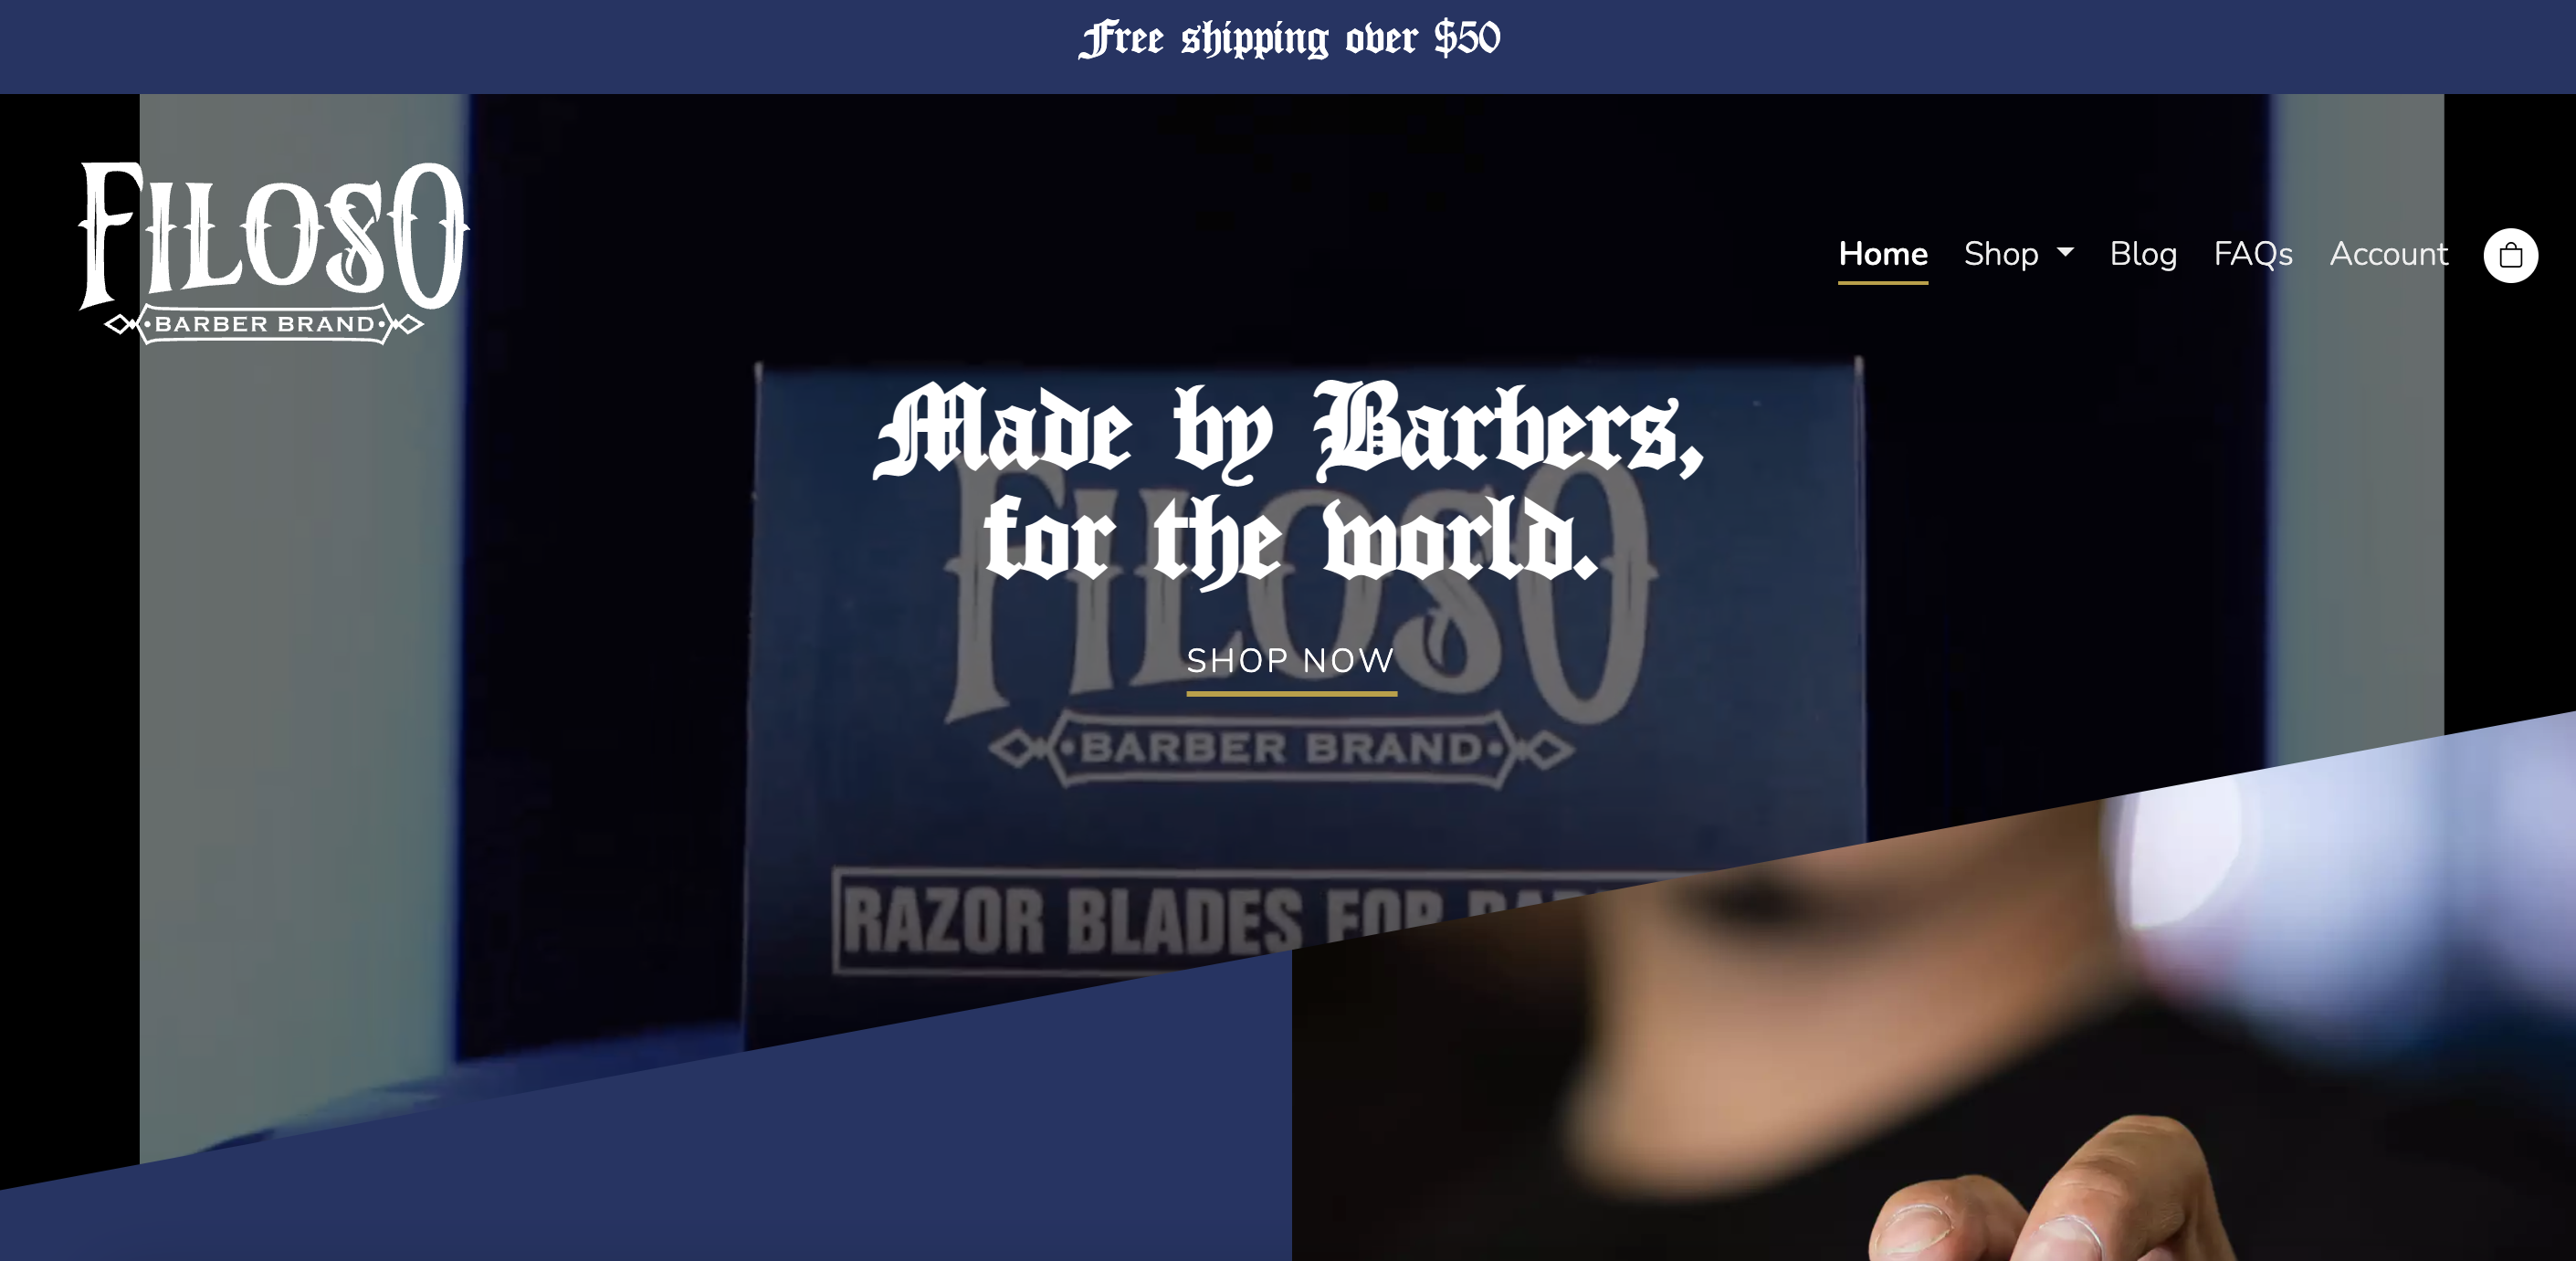 Free shipping over $50
FILOSO
BARBER BRAND
Home Shop Blog FAQs Account
Made by Barbers,
for the world.
SHOP NOW
FILOSO
BARBER BRAND
RAZOR BLADES FOR